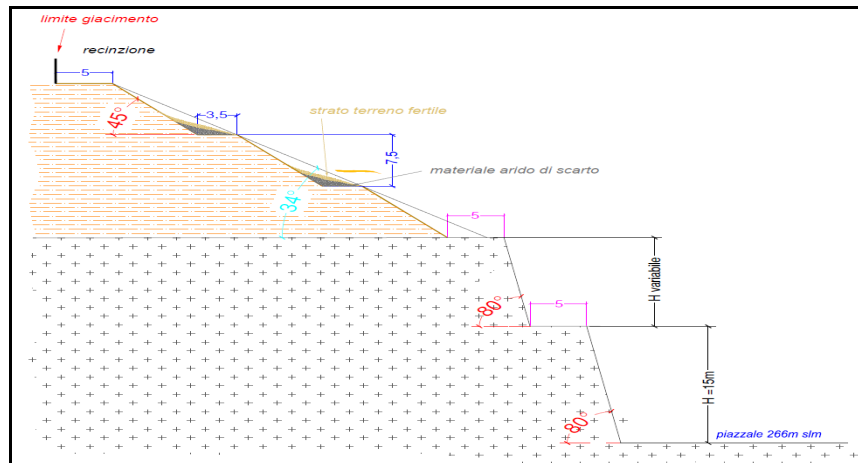 limite giacimento
recinzione
5
45°
3,5
strato terreno fertile
7,5
materiale arido di scarto
34°
5
H variabile
80°
5
H =15m
80°
piazzale 266m slm